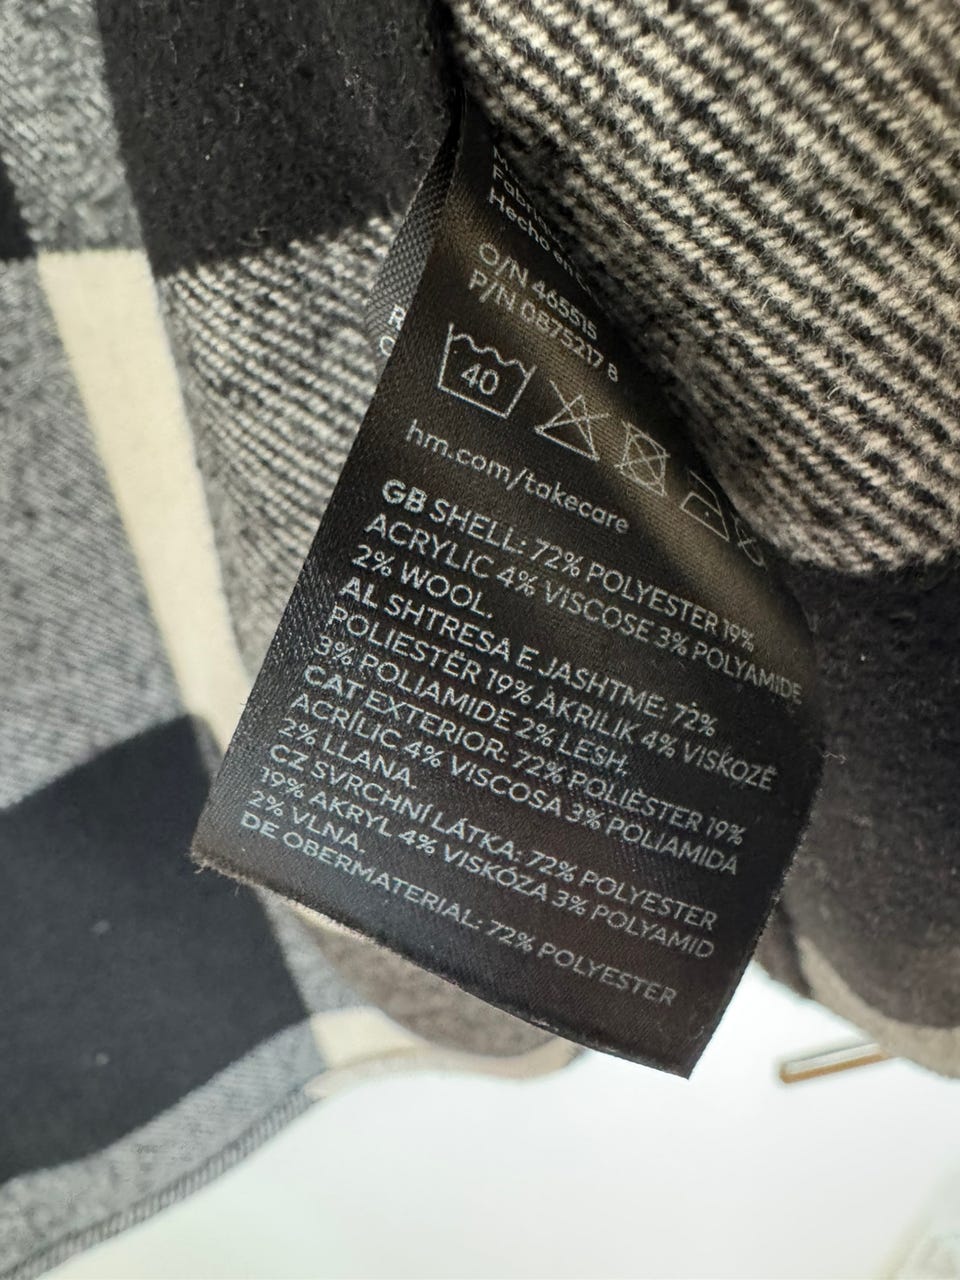 Hecho en
O/N 465515
P/N 0875217 8
40
hm.com/takecare
GB SHELL: 72% POLYESTER 19%
ACRYLIC 4% VISCOSE 3% POLYAMIDE
2% WOOL.
AL SHTRESA E JASHTME: 72%
POLIESTËR 19% AKRILIK 4% VISKOZË
3% POLIAMIDE 2% LESH.
CAT EXTERIOR: 72% POLIÈSTER 19%
ACRÍLIC 4% VISCOSA 3% POLIAMIDA
2% LLANA.
CZ SVRCHNÍ LÁTKA: 72% POLYESTER
19% AKRYL 4% VISKÓZA 3% POLYAMID
2% VLNA.
DE OBERMATERIAL: 72% POLYESTER